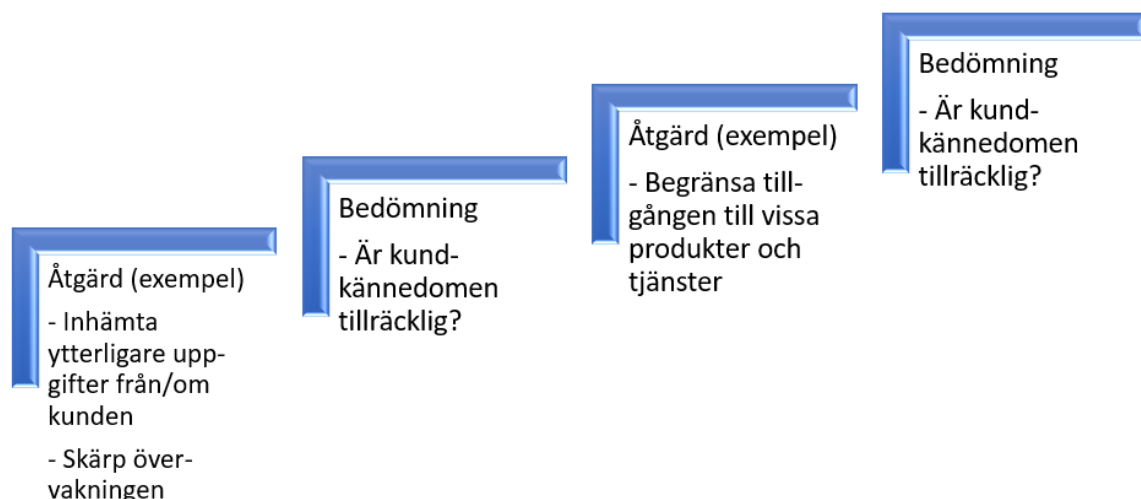 Åtgärd (exempel)
- Inhämta
ytterligare upp-
gifter från/om
kunden
- Skärp över-
vakningen
Bedömning
- Är kund-
kännedomen
tillräcklig?
Åtgärd (exempel)
- Begränsa till-
gången till vissa
produkter och
tjänster
Bedömning
- Är kund-
kännedomen
tillräcklig?